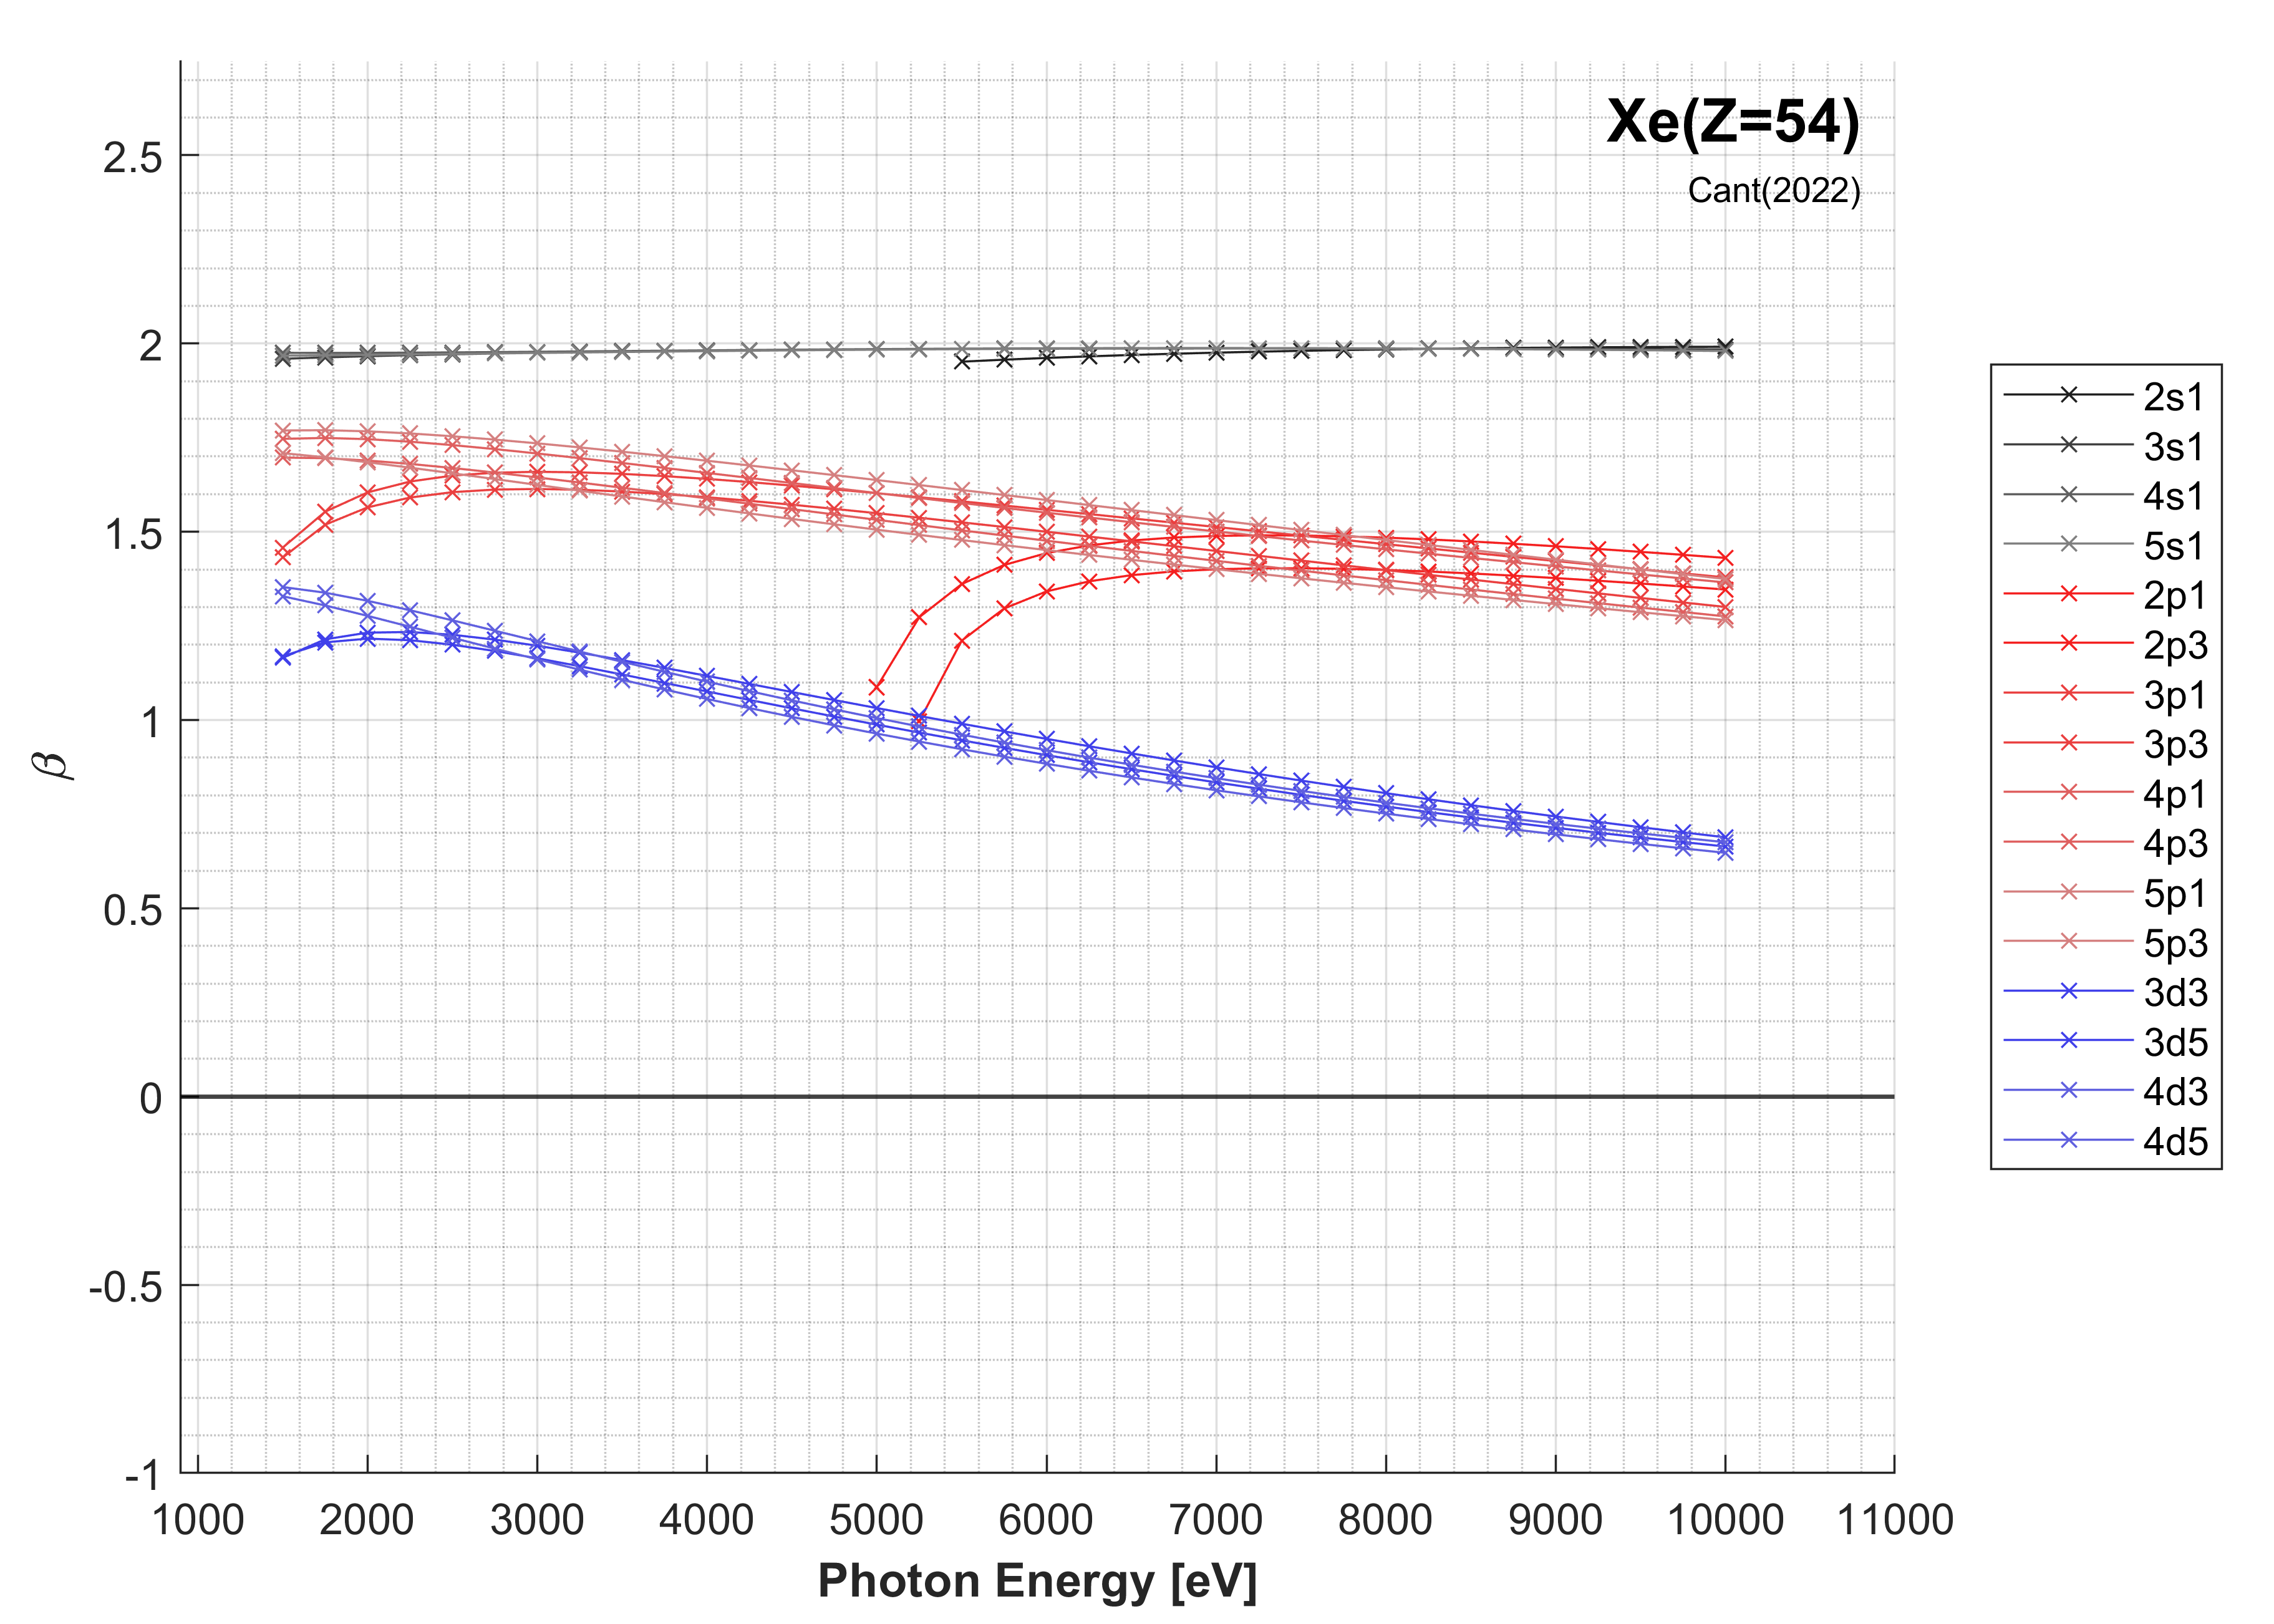 Xe(Z=54)
Cant(2022)
2.5
2
1.5
1
0.5
0
-0.5
-1
β
1000 2000 3000 4000 5000 6000 7000 8000 9000 10000 11000
Photon Energy [eV]
2s1
3s1
4s1
5s1
2p1
2p3
3p1
3p3
4p1
4p3
5p1
5p3
3d3
3d5
4d3
4d5